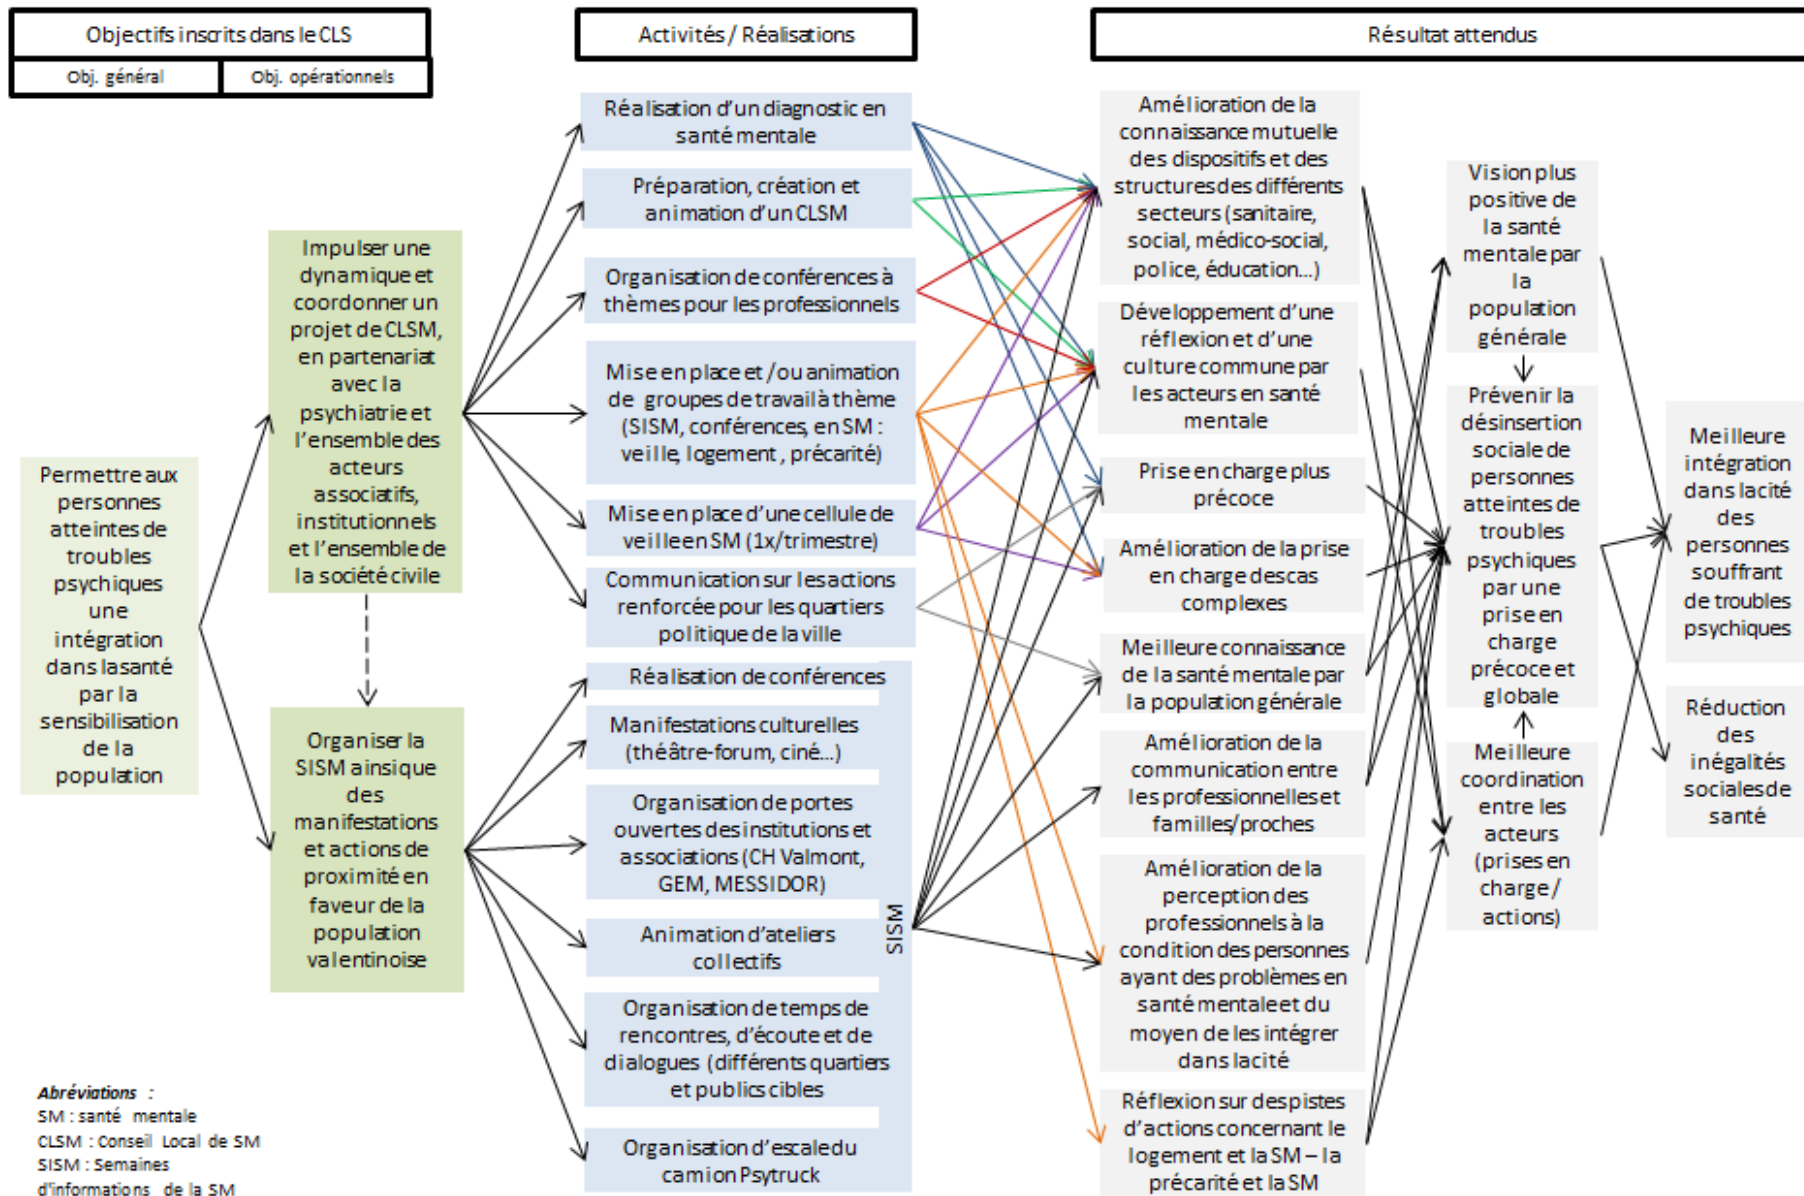 Objectifs inscrits dans le CLS
Obj. général
Obj. opérationnels
Activités / Réalisations
Résultat attendus
Permettre aux
personnes
atteintes de
troubles
psychiques
une
intégration
dans la santé
par la
sensibilisation
de la
population
Impulser une
dynamique et
coordonner un
projet de CLSM,
en partenariat
avec la
psychiatrie et
l'ensemble des
acteurs
associatifs,
institutionnels
et l'ensemble de
la société civile
Organiser la
SISM ainsi que
des
manifestations
et actions de
proximité en
faveur de la
population
valentinoise
Réalisation d'un diagnostic en
santé mentale
Préparation, création et
animation d'un CLSM
Organisation de conférences à
thèmes pour les professionnels
Mise en place et /ou animation
de groupes de travail à thème
(SISM, conférences, en SM :
veille, logement , précarité)
Mise en place d'une cellule de
veille en SM (1x/trimestre)
Communication sur les actions
renforcée pour les quartiers
politique de la ville
Réalisation de conférences
Manifestations culturelles
(théâtre-forum, ciné...)
Organisation de portes
ouvertes des institutions et
associations (CH Valmont,
GEM, MESSIDOR)
Animation d'ateliers
collectifs
Organisation de temps de
rencontres, d'écoute et de
dialogues (différents quartiers
et publics cibles
Organisation d'escale du
camion Psytruck
SISM
Amélioration de la
connaissance mutuelle
des dispositifs et des
structures des différents
secteurs (sanitaire,
social, médico-social,
police, éducation...)
Développement d'une
réflexion et d'une
culture commune par
les acteurs en santé
mentale
Prise en charge plus
précoce
Amélioration de la prise
en charge des cas
complexes
Meilleure connaissance
de la santé mentale par
la population générale
Amélioration de la
communication entre
les professionnelles et
familles/proches
Amélioration de la
perception des
professionnels à la
condition des personnes
ayant des problèmes en
santé mentale et du
moyen de les intégrer
dans la cité
Réflexion sur des pistes
d'actions concernant le
logement et la SM – la
précarité et la SM
Vision plus
positive de
la santé
mentale par
la
population
générale
Prévenir la
désinsertion
sociale de
personnes
atteintes de
troubles
psychiques
par une
prise en
charge
précoce et
globale
Meilleure
coordination
entre les
acteurs
(prises en
charge /
actions)
Meilleure
intégration
dans la cité
des
personnes
souffrant
de troubles
psychiques
Réduction
des
inégalités
sociales de
santé
Abréviations :
SM : santé mentale
CLSM : Conseil Local de SM
SISM : Semaines
d'informations de la SM